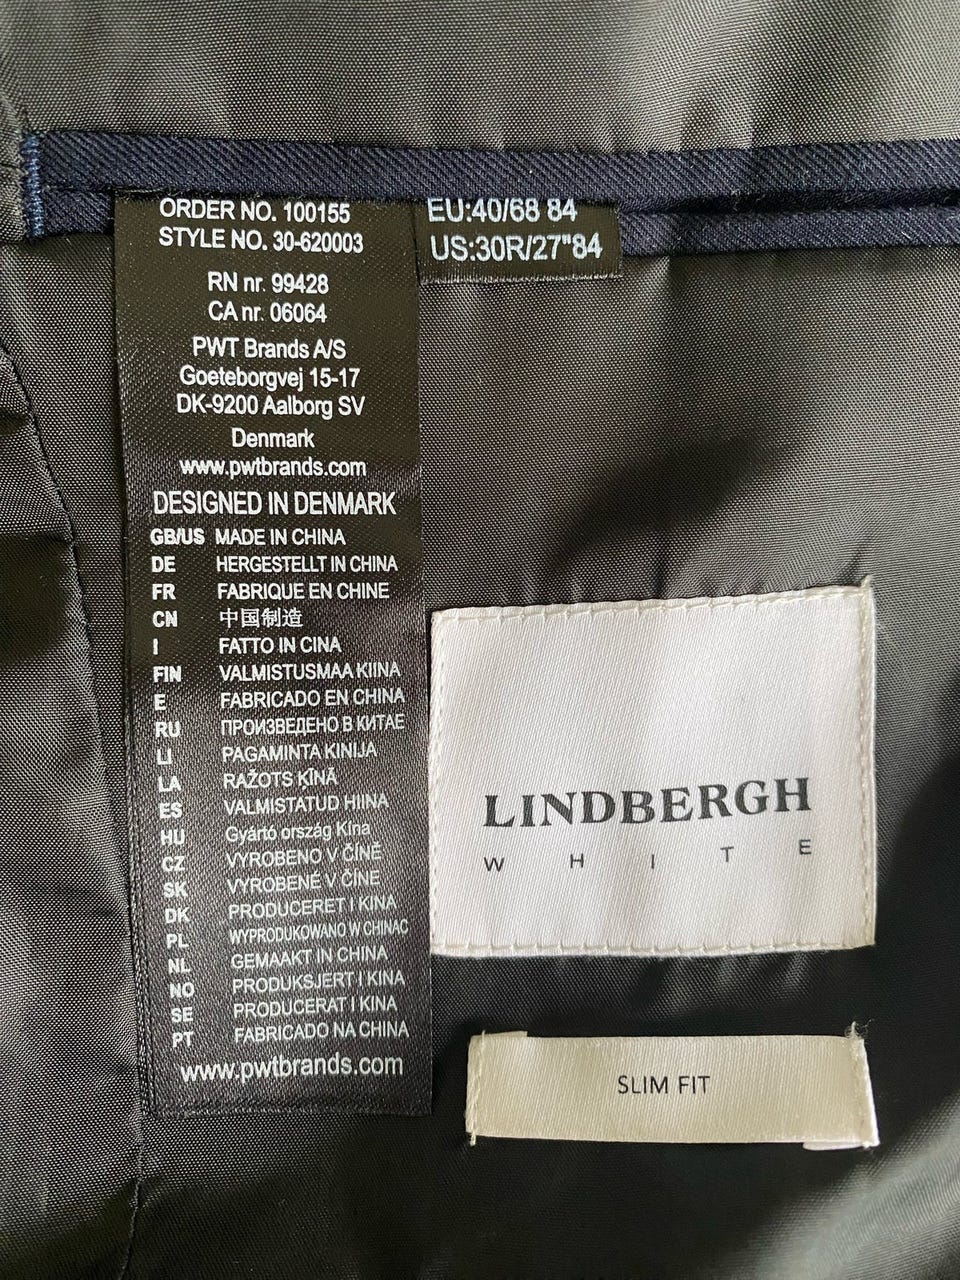 ORDER NO. 100155
STYLE NO. 30-620003
RN nr. 99428
CA nr. 06064
PWT Brands A/S
Goeteborgvej 15-17
DK-9200 Aalborg SV
Denmark
www.pwtbrands.com
DESIGNED IN DENMARK
GB/US MADE IN CHINA
DE HERGESTELLT IN CHINA
FR FABRIQUE EN CHINE
CN 中国制造
I FATTO IN CINA
FIN VALMISTUSMAA KIINA
E FABRICADO EN CHINA
RU ПРОИЗВЕДЕНО В КИТАЕ
LI PAGAMINTA KINIJA
LA RAŽOTS ĶĪNĀ
ES VALMISTATUD HIINA
HU Gyártó ország Kína
CZ VYROBENO V ČÍNĚ
SK VYROBENÉ V ČÍNE
DK PRODUCERET I KINA
PL WYPRODUKOWANO W CHINAC
NL GEMAAKT IN CHINA
NO PRODUKSJERT I KINA
SE PRODUCERAT I KINA
PT FABRICADO NA CHINA
www.pwtbrands.com
EU:40/68 84
US:30R/27"84
LINDBERGH
WHITE
SLIM FIT